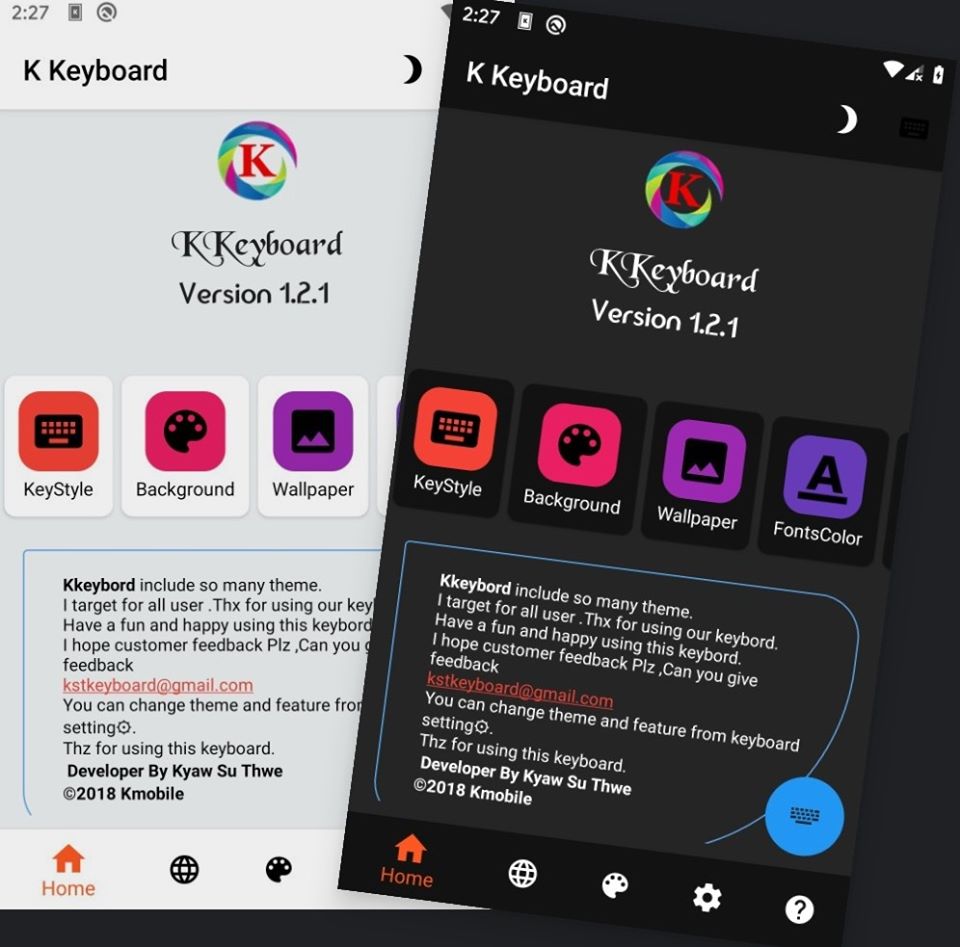 2:27
K Keyboard
K
KKeyboard
Version 1.2.1
KeyStyle
Background
Wallpaper
Kkeybord include so many theme.
I target for all user .Thx for using our key
Have a fun and happy using this keybord
I hope customer feedback Plz ,Can you g
feedback
kstkeyboard@gmail.com
You can change theme and feature from
setting⚙.
Thz for using this keyboard.
Developer By Kyaw Su Thwe
©2018 Kmobile
Home
2:27
K Keyboard
K
KKeyboard
Version 1.2.1
KeyStyle
Background
Wallpaper
A
FontsColor
Kkeybord include so many theme.
I target for all user .Thx for using our keybord.
Have a fun and happy using this keybord.
I hope customer feedback Plz ,Can you give
feedback
kstkeyboard@gmail.com
You can change theme and feature from keyboard
setting⚙.
Thz for using this keyboard.
Developer By Kyaw Su Thwe
©2018 Kmobile
Home